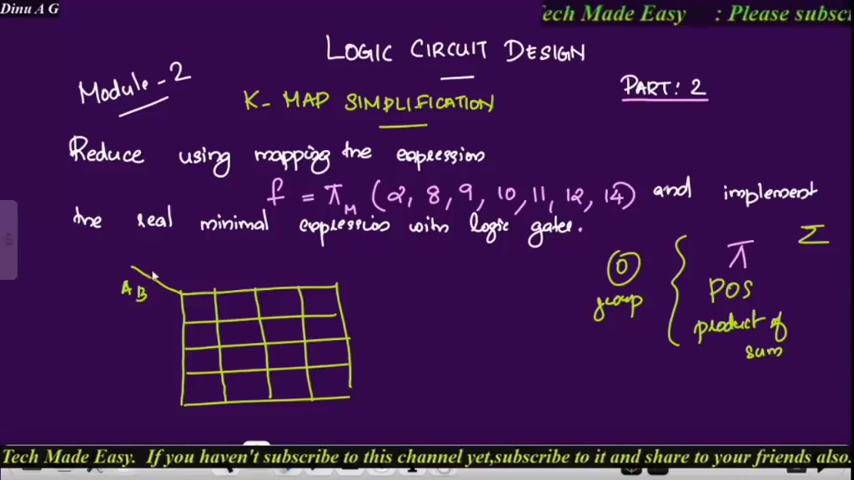 Dinu A G
Tech Made Easy : Please subsc
LOGIC CIRCUIT DESIGN
Module-2
PART: 2
K-MAP SIMPLIFICATION
Reduce using mapping the expression
f = πM (2, 8, 9, 10, 11, 12, 14) and implement
the real minimal expression with logic gates.
Σ
0
group
π
POS
product of
sum
AB
Tech Made Easy. If you haven't subscribe to this channel yet,subscribe to it and share to your friends also.